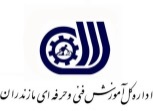 اداره کل آموزش فنی و حرفه ای مازندران